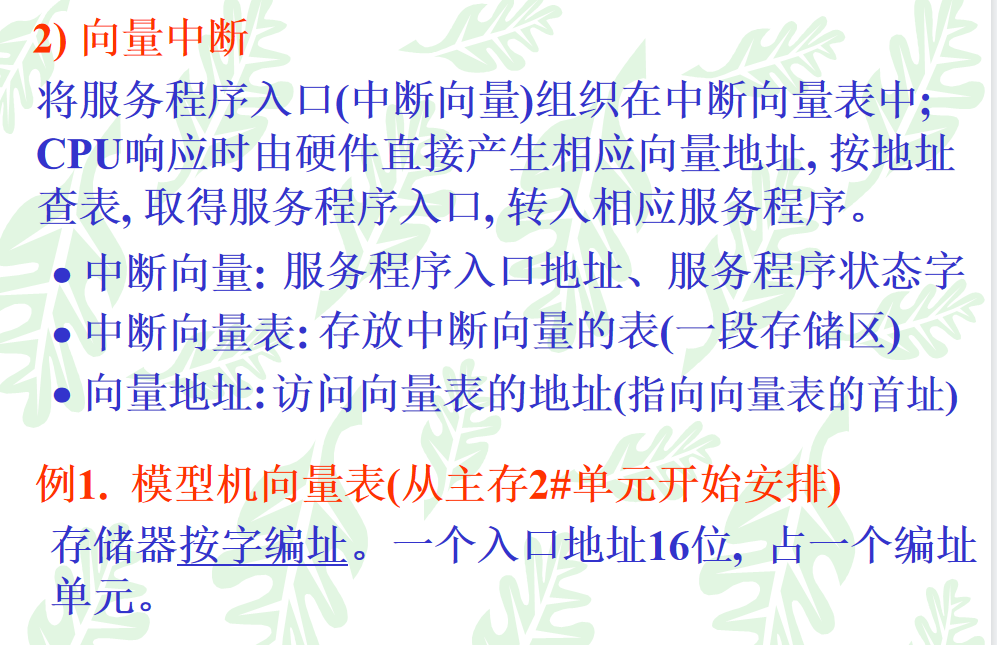 2) 向量中断
将服务程序入口(中断向量)组织在中断向量表中;
CPU响应时由硬件直接产生相应向量地址, 按地址
查表, 取得服务程序入口, 转入相应服务程序。
• 中断向量: 服务程序入口地址、服务程序状态字
• 中断向量表: 存放中断向量的表(一段存储区)
• 向量地址: 访问向量表的地址(指向向量表的首址)
例1. 模型机向量表(从主存2#单元开始安排)
存储器按字编址。一个入口地址16位, 占一个编址
单元。